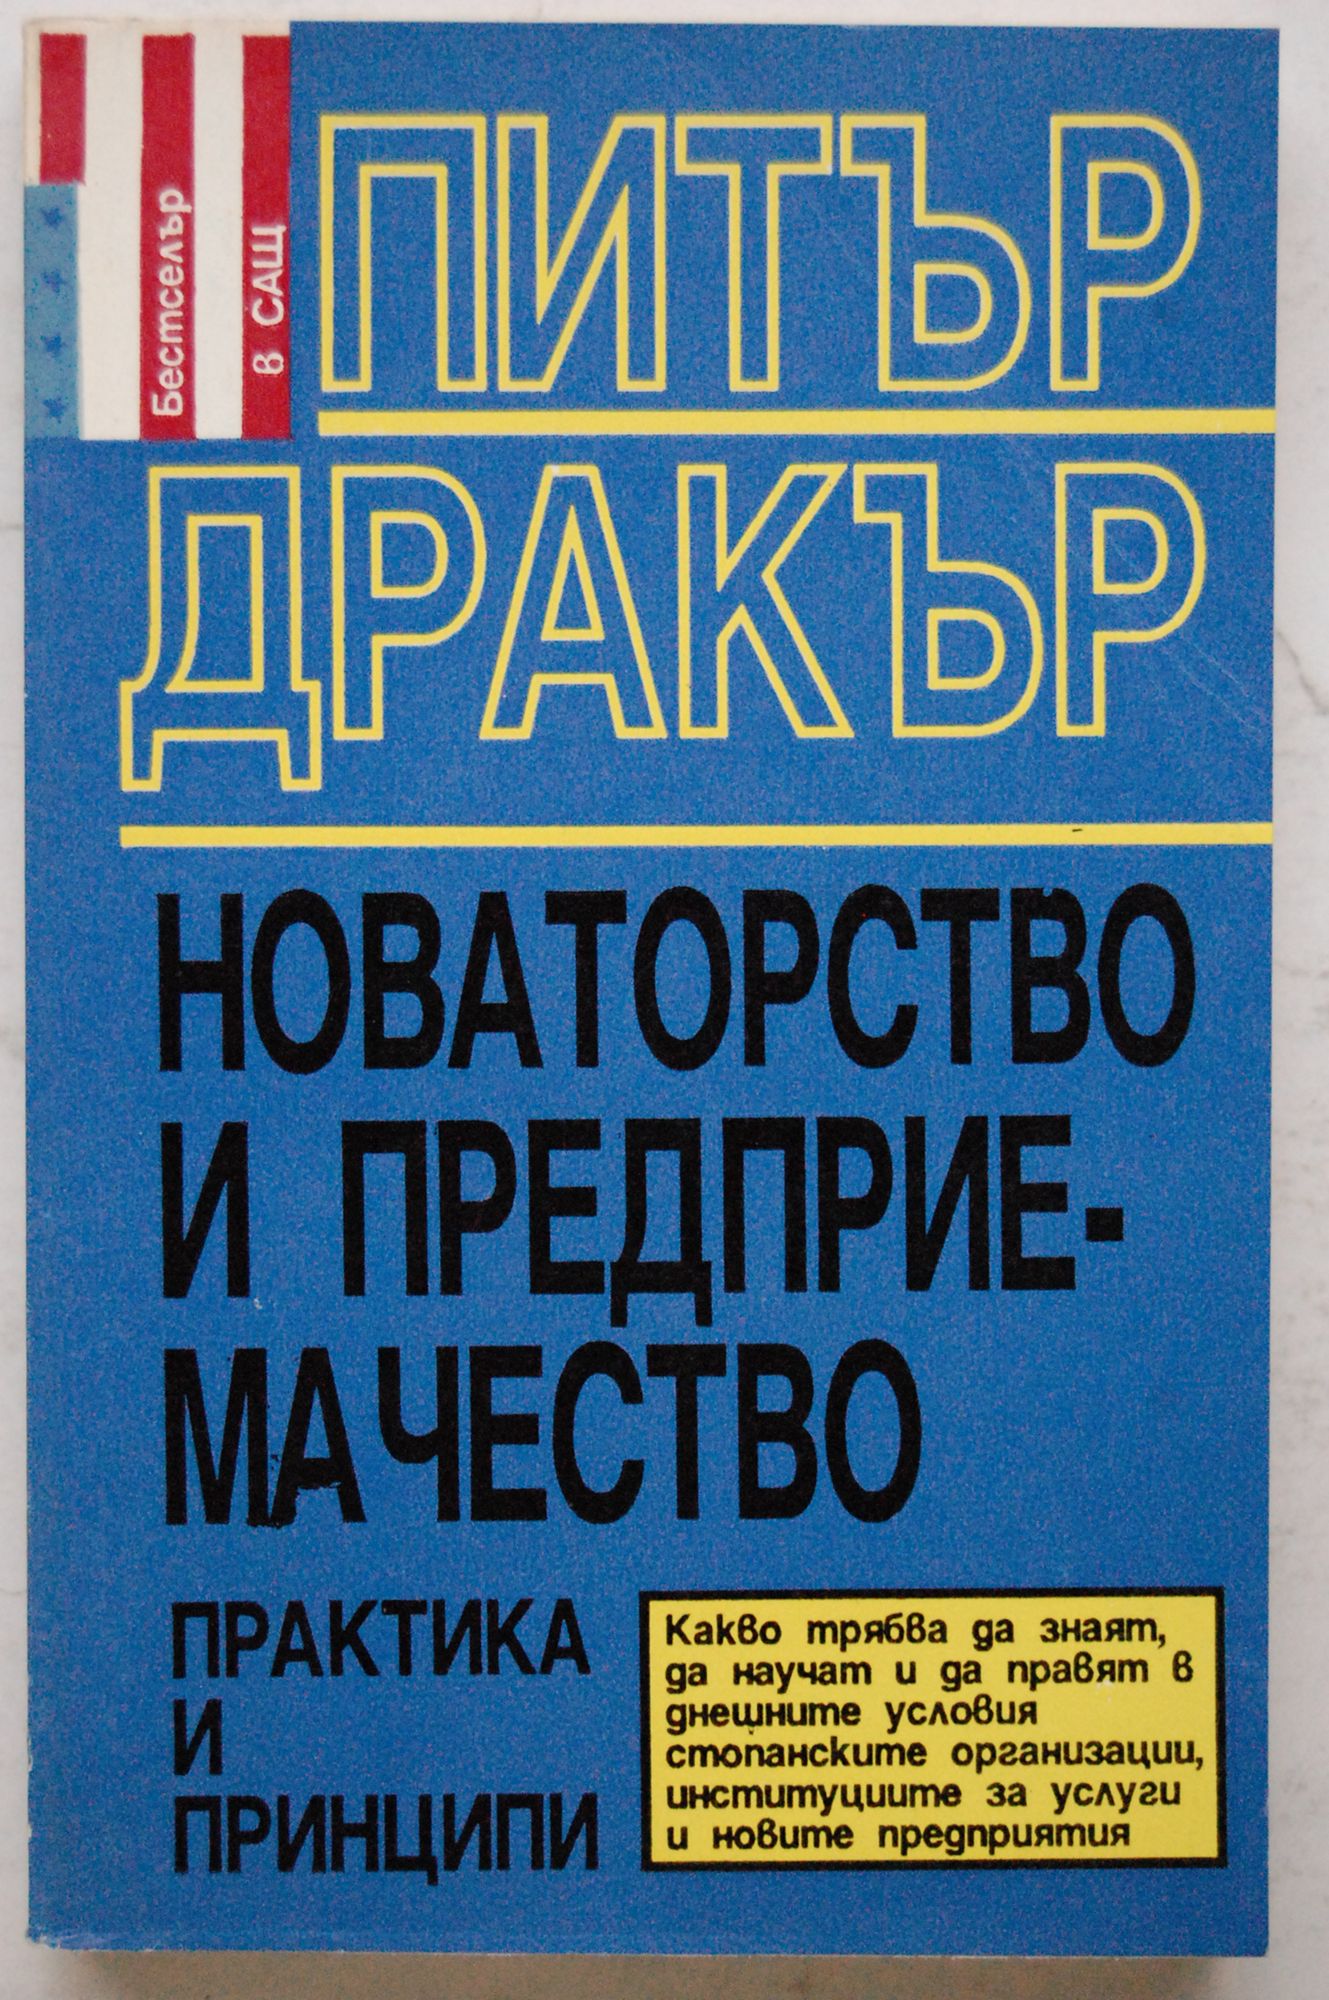 Бестселър
в САЩ
ПИТЪР
ДРАКЪР
НОВАТОРСТВО
И ПРЕДПРИЕ-
МАЧЕСТВО
ПРАКТИКА
И
ПРИНЦИПИ
Какво трябва да знаят,
да научат и да правят в
днешните условия
стопанските организации,
институциите за услуги
и новите предприятия